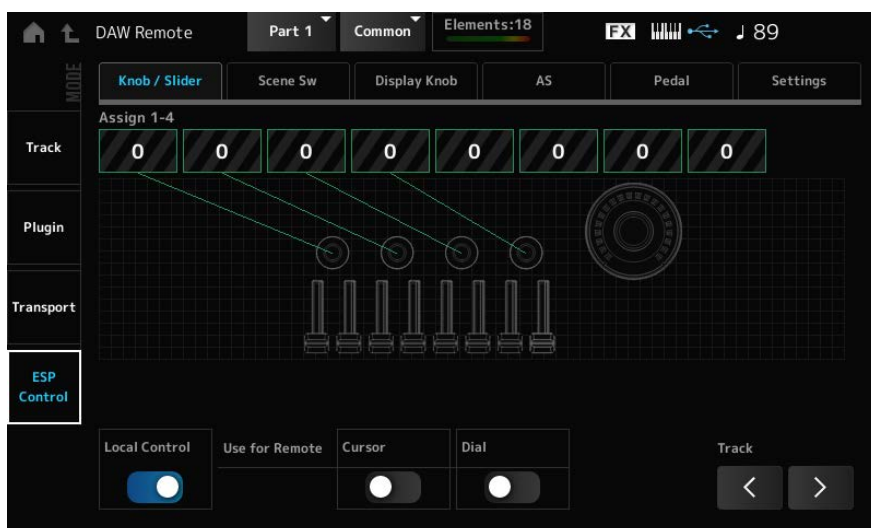 DAW Remote
Part 1
Common
Elements:18
FX
♩ 89
MODE
Knob / Slider
Scene Sw
Display Knob
AS
Pedal
Settings
Assign 1-4
0 0 0 0 0 0 0 0
Track
Plugin
Transport
ESP
Control
Local Control
Use for Remote
Cursor
Dial
Track